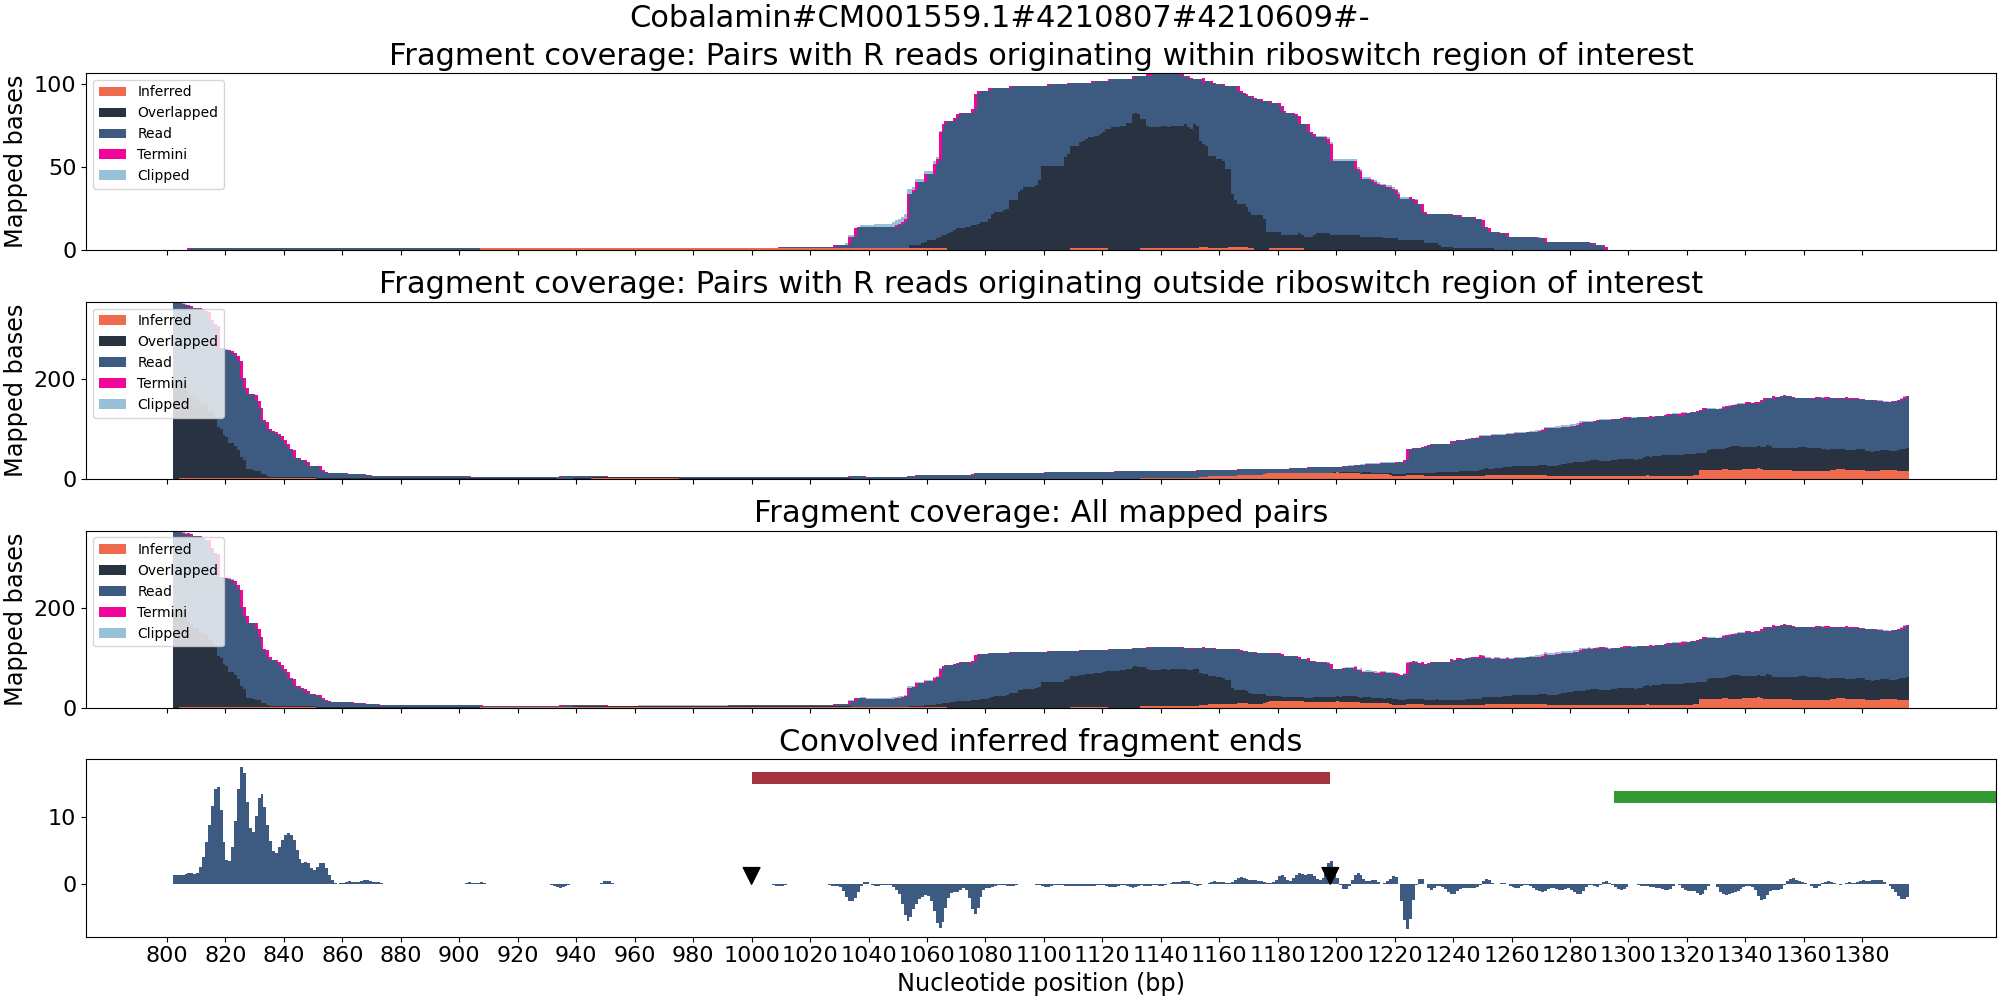 Cobalamin#CM001559.1#4210807#4210609#-
Fragment coverage: Pairs with R reads originating within riboswitch region of interest
Mapped bases
100
50
0
Inferred
Overlapped
Read
Termini
Clipped
Fragment coverage: Pairs with R reads originating outside riboswitch region of interest
Mapped bases
200
0
Inferred
Overlapped
Read
Termini
Clipped
Fragment coverage: All mapped pairs
Mapped bases
200
0
Inferred
Overlapped
Read
Termini
Clipped
Convolved inferred fragment ends
10
0
800 820 840 860 880 900 920 940 960 980 1000 1020 1040 1060 1080 1100 1120 1140 1160 1180 1200 1220 1240 1260 1280 1300 1320 1340 1360 1380
Nucleotide position (bp)